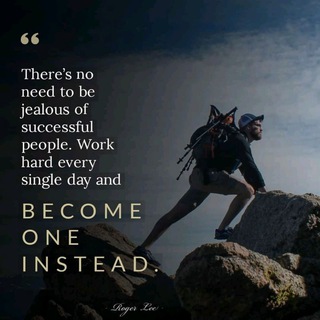 “
There's no
need to be
jealous of
successful
people. Work
hard every
single day and
BECOME
ONE
INSTEAD.
Roger Lee